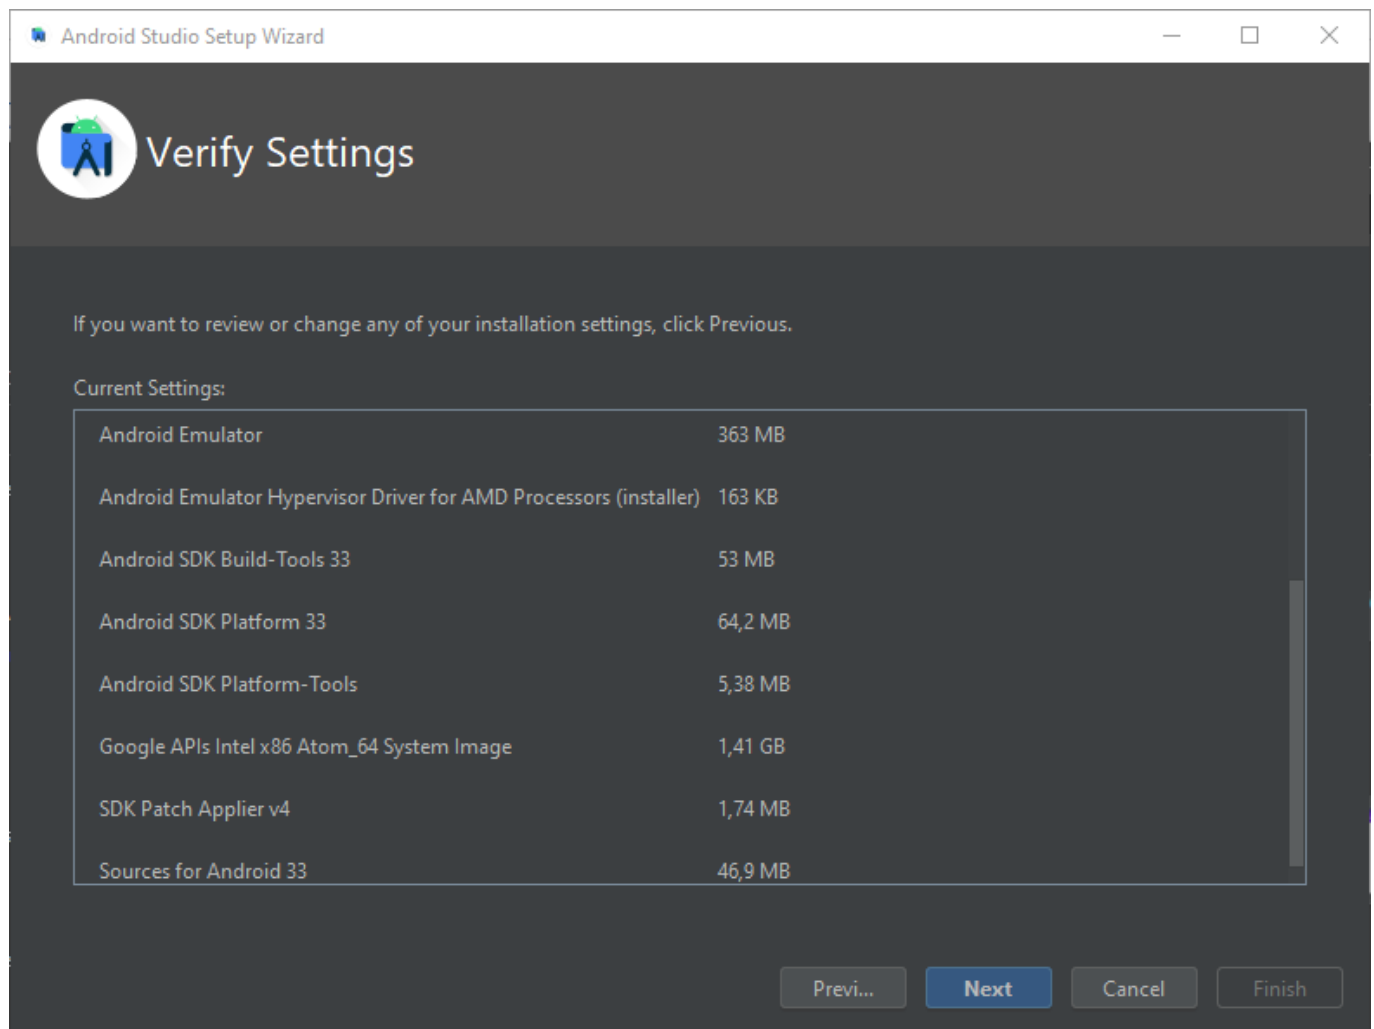 Android Studio Setup Wizard
Verify Settings
If you want to review or change any of your installation settings, click Previous.
Current Settings:
Android Emulator 363 MB
Android Emulator Hypervisor Driver for AMD Processors (installer) 163 KB
Android SDK Build-Tools 33 53 MB
Android SDK Platform 33 64,2 MB
Android SDK Platform-Tools 5,38 MB
Google APIs Intel x86 Atom_64 System Image 1,41 GB
SDK Patch Applier v4 1,74 MB
Sources for Android 33 46,9 MB
Previ... Next Cancel Finish